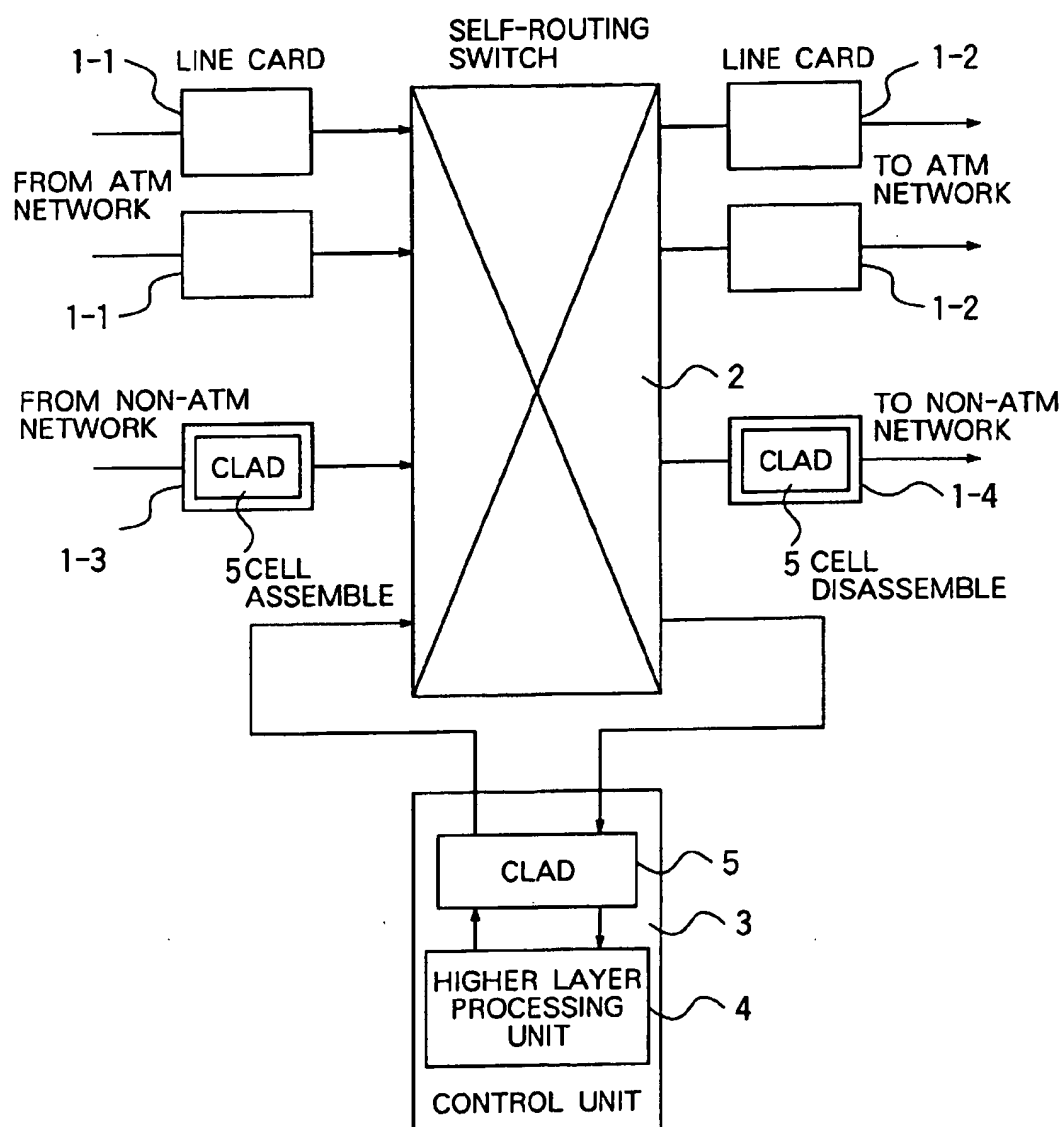 SELF-ROUTING
SWITCH
1-1
LINE CARD
LINE CARD
1-2
FROM ATM
NETWORK
TO ATM
NETWORK
1-1
1-2
2
FROM NON-ATM
NETWORK
TO NON-ATM
NETWORK
CLAD
CLAD
1-3
1-4
5 CELL
ASSEMBLE
5 CELL
DISASSEMBLE
CLAD
5
3
HIGHER LAYER
PROCESSING
UNIT
4
CONTROL UNIT